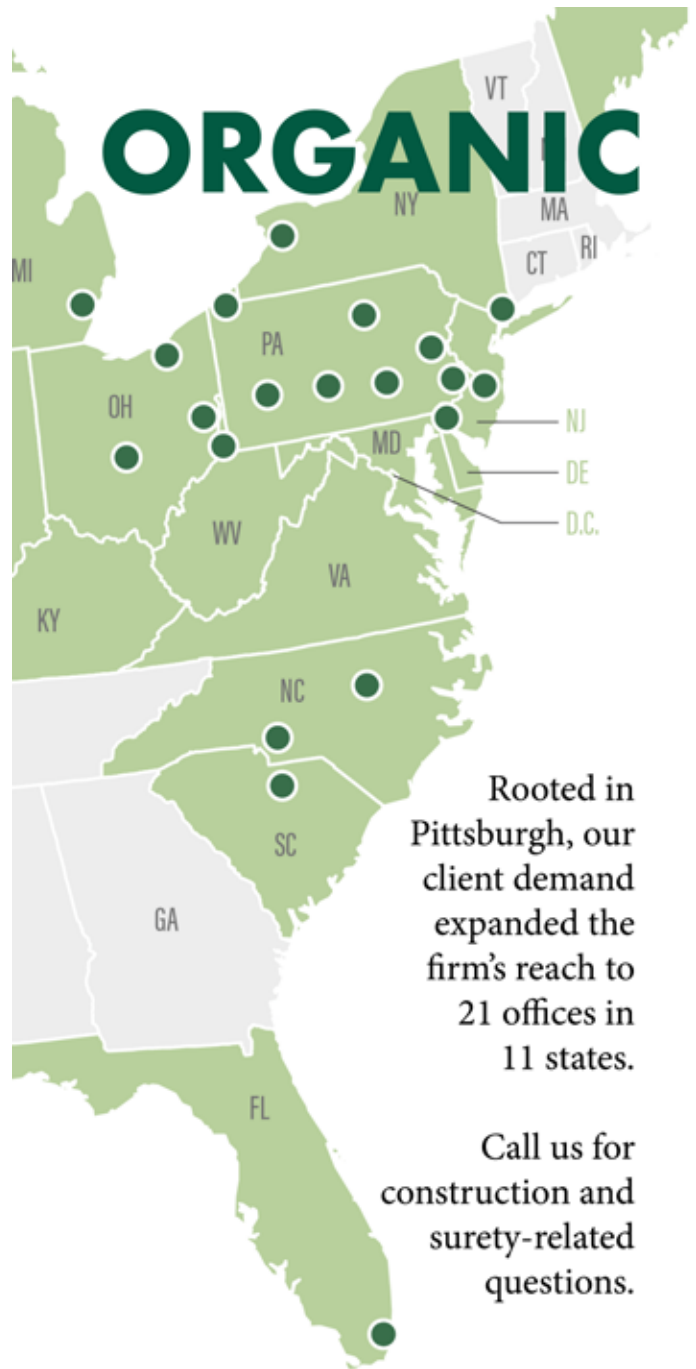 VT
ORGANIC
NY
MA
CT
RI
MI
PA
OH
NJ
MD
DE
D.C.
WV
VA
KY
NC
SC
GA
FL
Rooted in
Pittsburgh, our
client demand
expanded the
firm's reach to
21 offices in
11 states.
Call us for
construction and
surety-related
questions.